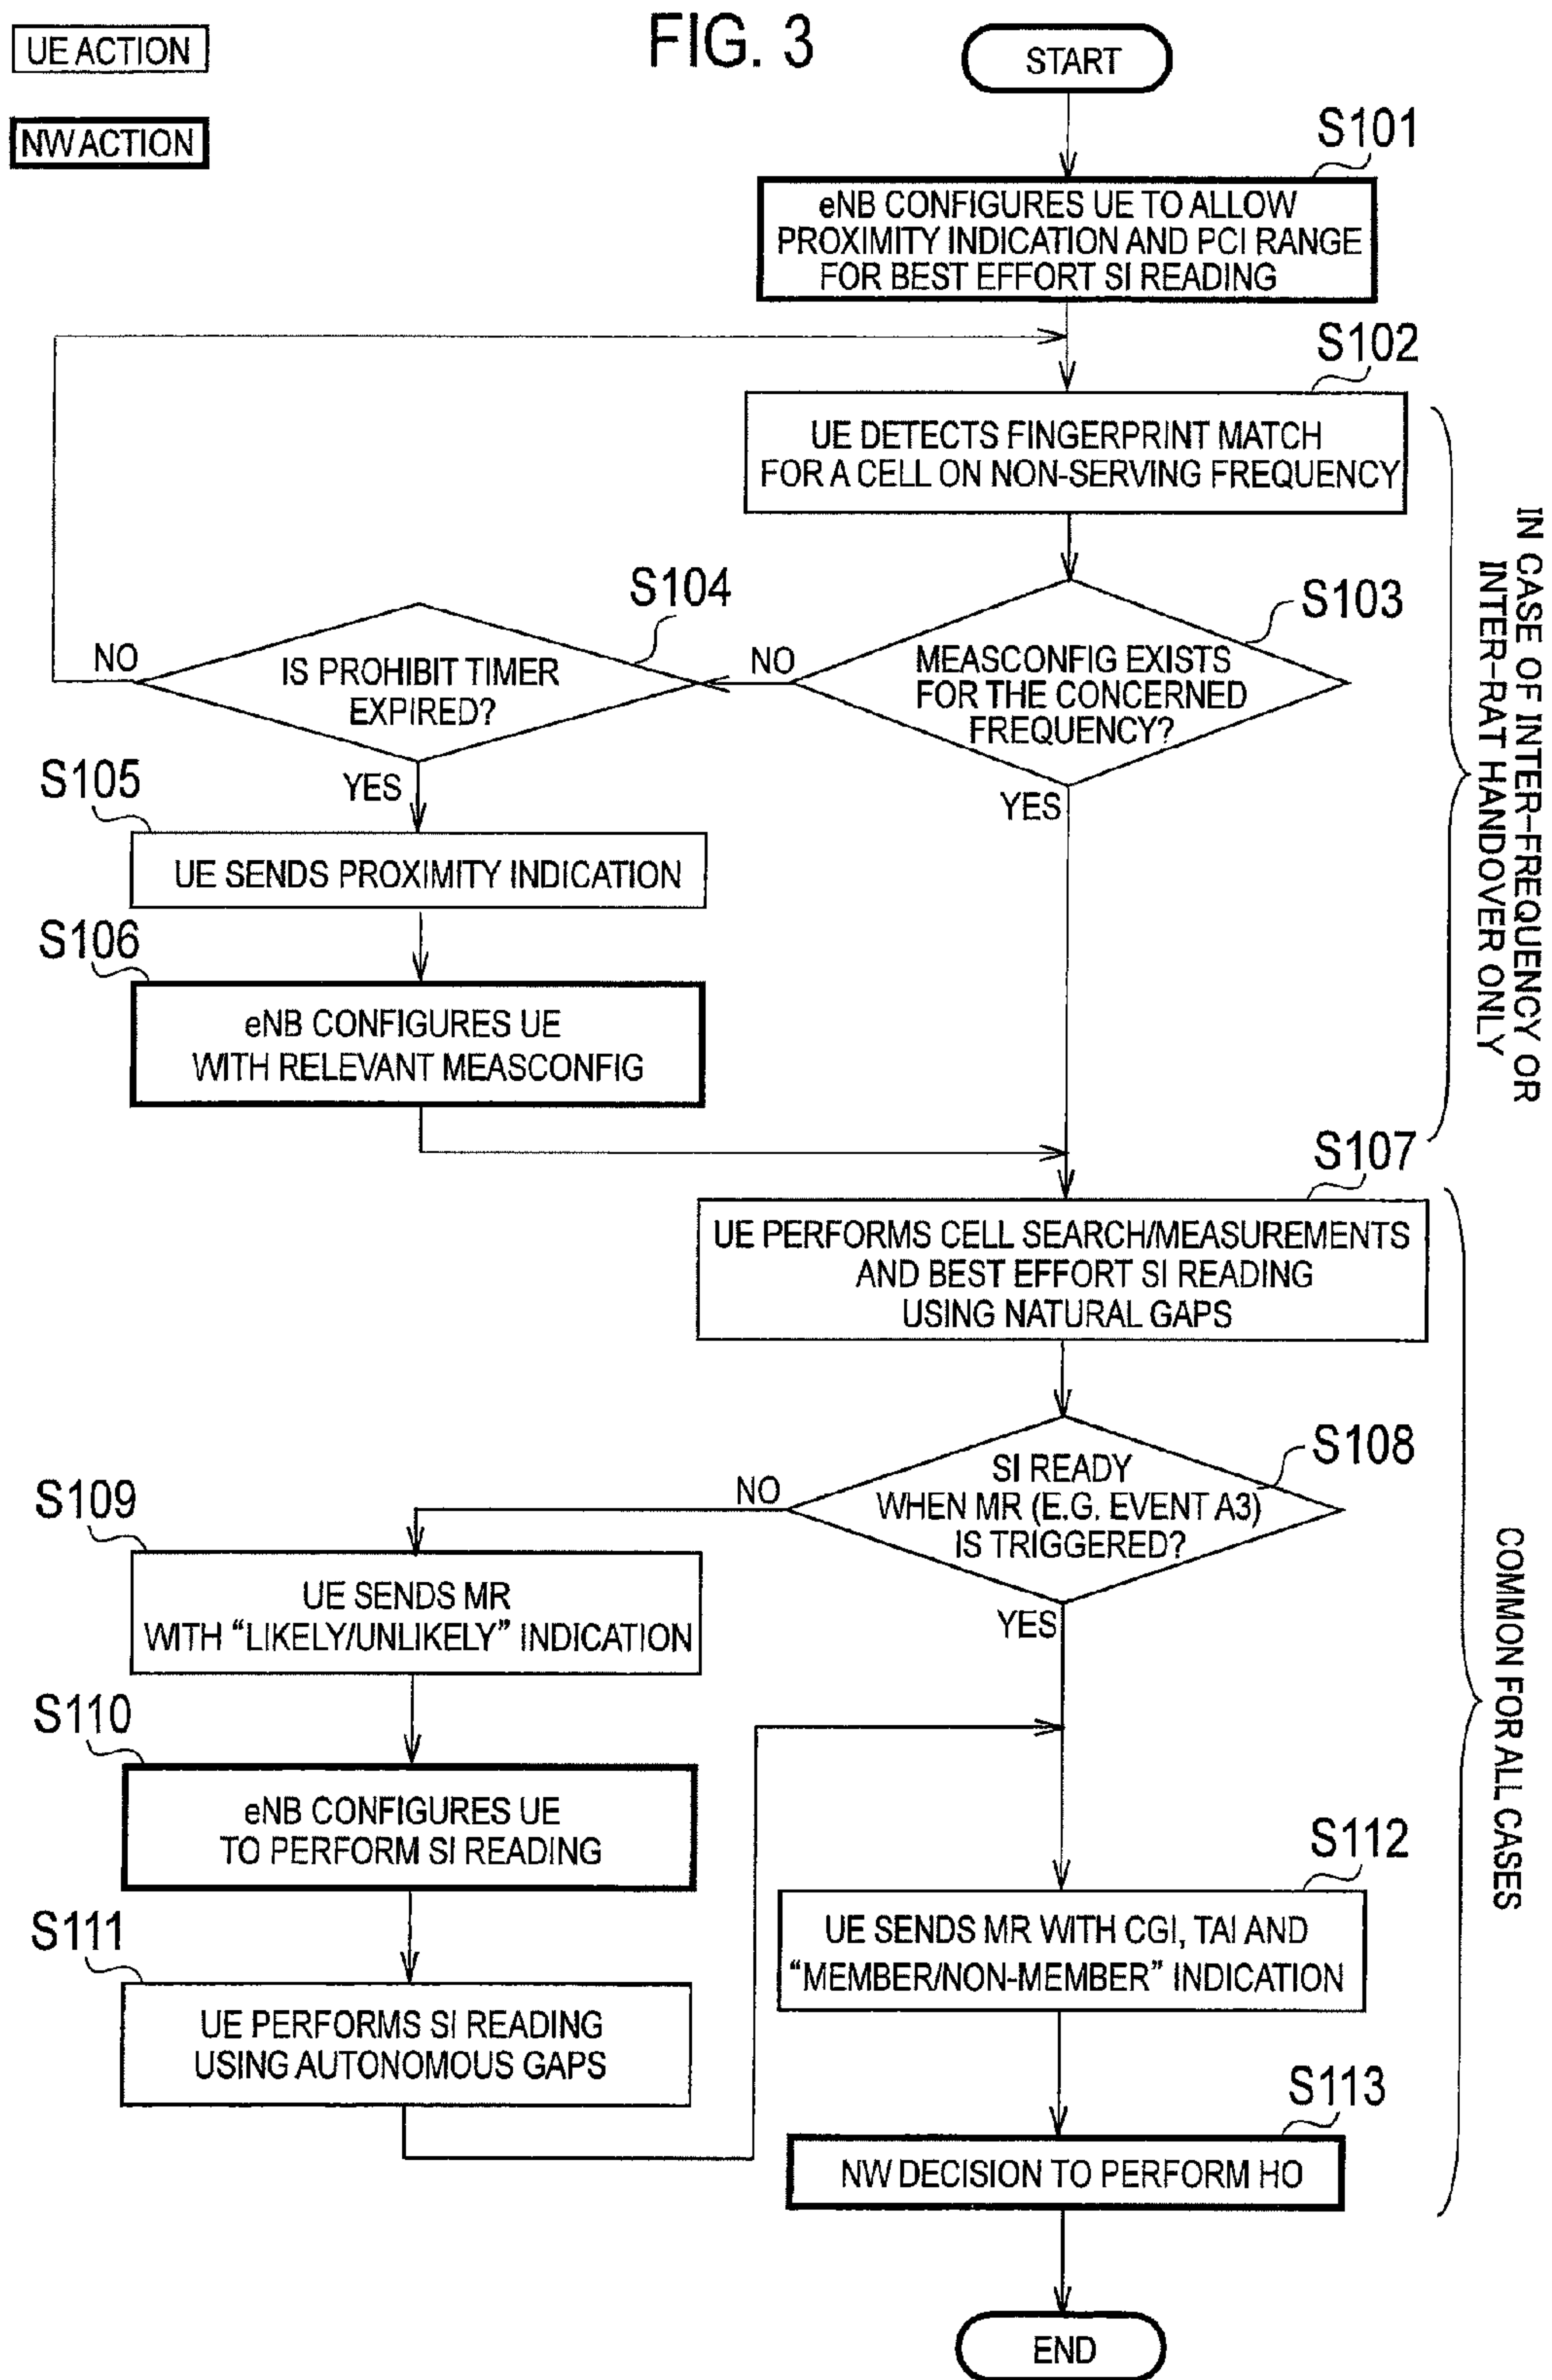 FIG. 3
UE ACTION
NW ACTION
START
S101
eNB CONFIGURES UE TO ALLOW
PROXIMITY INDICATION AND PCI RANGE
FOR BEST EFFORT SI READING
S102
UE DETECTS FINGERPRINT MATCH
FOR A CELL ON NON-SERVING FREQUENCY
S103
MEASCONFIG EXISTS
FOR THE CONCERNED
FREQUENCY?
NO
YES
S104
IS PROHIBIT TIMER
EXPIRED?
NO
YES
S105
UE SENDS PROXIMITY INDICATION
S106
eNB CONFIGURES UE
WITH RELEVANT MEASCONFIG
IN CASE OF INTER-FREQUENCY OR
INTER-RAT HANDOVER ONLY
S107
UE PERFORMS CELL SEARCH/MEASUREMENTS
AND BEST EFFORT SI READING
USING NATURAL GAPS
S108
SI READY
WHEN MR (E.G. EVENT A3)
IS TRIGGERED?
NO
YES
S109
UE SENDS MR
WITH “LIKELY/UNLIKELY” INDICATION
S110
eNB CONFIGURES UE
TO PERFORM SI READING
S111
UE PERFORMS SI READING
USING AUTONOMOUS GAPS
S112
UE SENDS MR WITH CGI, TAI AND
“MEMBER/NON-MEMBER” INDICATION
S113
NW DECISION TO PERFORM HO
COMMON FOR ALL CASES
END